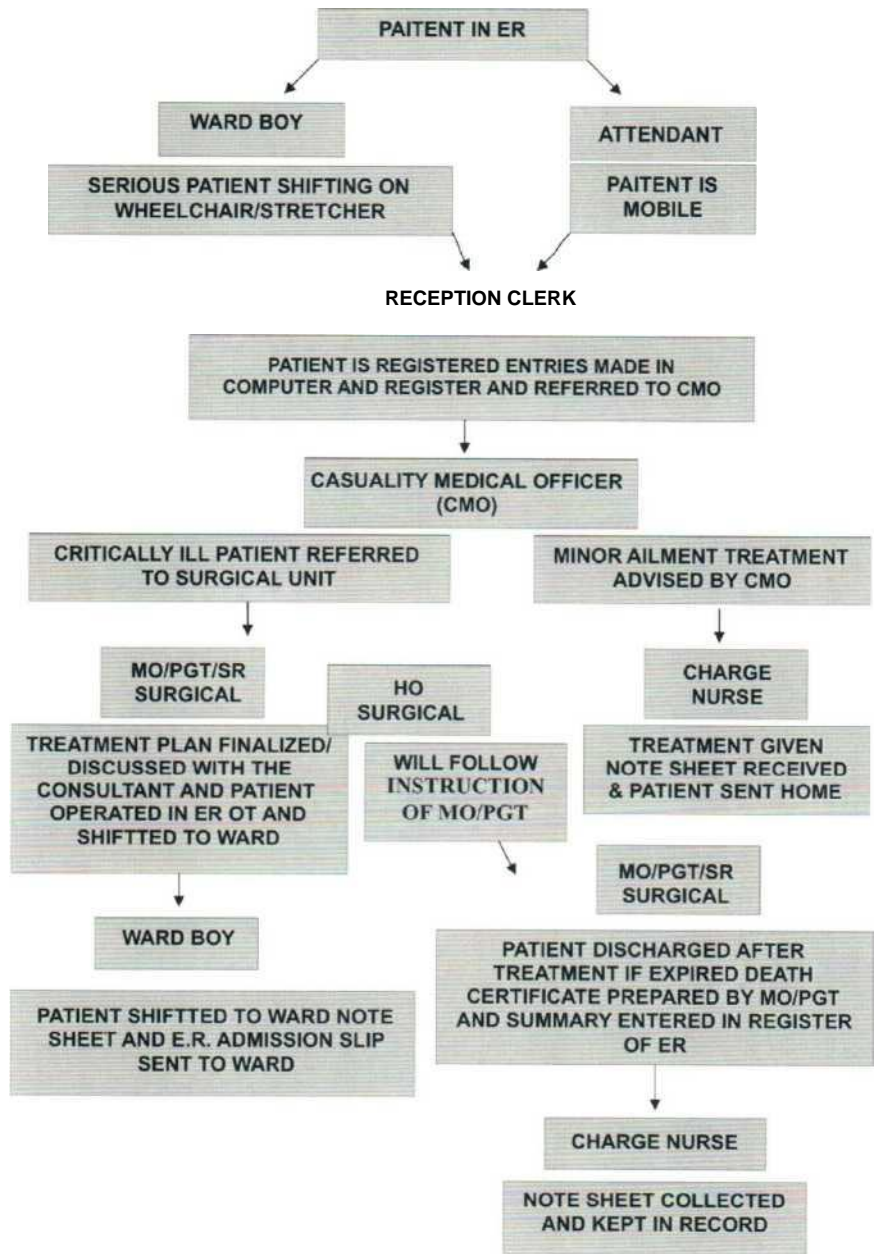 PAITENT IN ER
WARD BOY
ATTENDANT
SERIOUS PATIENT SHIFTING ON
WHEELCHAIR/STRETCHER
PAITENT IS
MOBILE
RECEPTION CLERK
PATIENT IS REGISTERED ENTRIES MADE IN
COMPUTER AND REGISTER AND REFERRED TO CMO
CASUALITY MEDICAL OFFICER
(CMO)
CRITICALLY ILL PATIENT REFERRED
TO SURGICAL UNIT
MINOR AILMENT TREATMENT
ADVISED BY CMO
MO/PGT/SR
SURGICAL
HO
SURGICAL
CHARGE
NURSE
TREATMENT PLAN FINALIZED/
DISCUSSED WITH THE
CONSULTANT AND PATIENT
OPERATED IN ER OT AND
SHIFTTED TO WARD
WILL FOLLOW
INSTRUCTION
OF MO/PGT
TREATMENT GIVEN
NOTE SHEET RECEIVED
& PATIENT SENT HOME
MO/PGT/SR
SURGICAL
WARD BOY
PATIENT DISCHARGED AFTER
TREATMENT IF EXPIRED DEATH
CERTIFICATE PREPARED BY MO/PGT
AND SUMMARY ENTERED IN REGISTER
OF ER
PATIENT SHIFTTED TO WARD NOTE
SHEET AND E.R. ADMISSION SLIP
SENT TO WARD
CHARGE NURSE
NOTE SHEET COLLECTED
AND KEPT IN RECORD